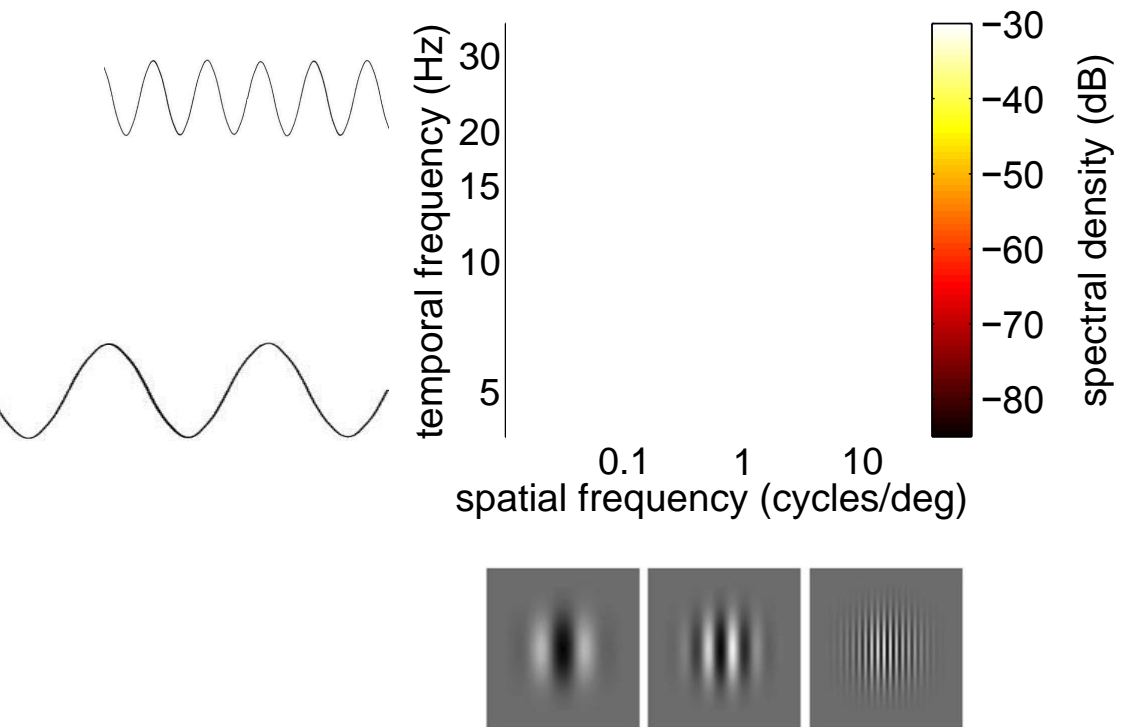 temporal frequency (Hz)
30
20
15
10
5
0.1 1 10
spatial frequency (cycles/deg)
−30
−40
−50
−60
−70
−80
spectral density (dB)